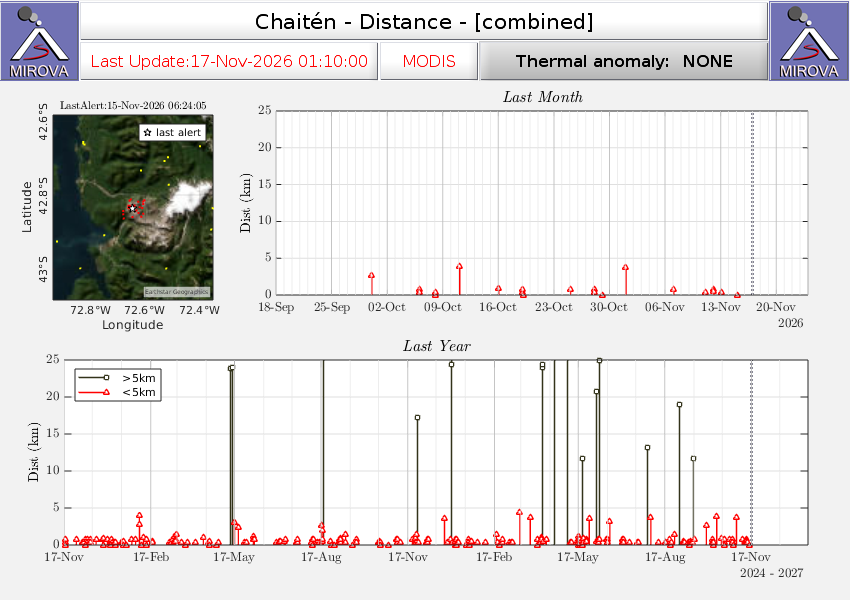 Chaitén - Distance - [combined]
MIROVA
Last Update:17-Nov-2026 01:10:00
MODIS
Thermal anomaly: NONE
MIROVA
LastAlert:15-Nov-2026 06:24:05
last alert
Latitude
42.6°S
42.8°S
43°S
Earthstar Geographics
72.8°W 72.6°W 72.4°W
Longitude
Last Month
Dist (km)
25
20
15
10
5
0
18-Sep 25-Sep 02-Oct 09-Oct 16-Oct 23-Oct 30-Oct 06-Nov 13-Nov 20-Nov
2026
Last Year
Dist (km)
25
20
15
10
5
0
>5km
<5km
17-Nov 17-Feb 17-May 17-Aug 17-Nov 17-Feb 17-May 17-Aug 17-Nov
2024 - 2027